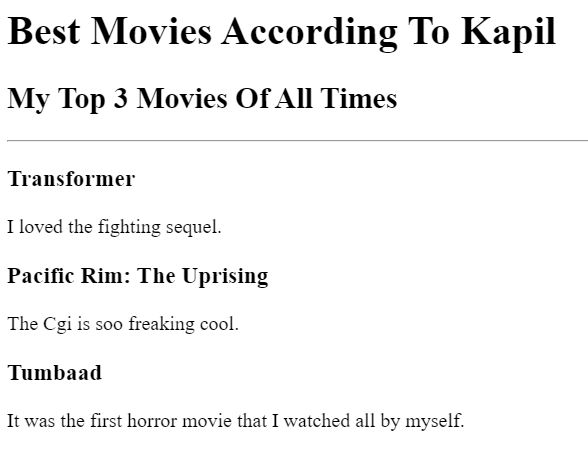 Best Movies According To Kapil
My Top 3 Movies Of All Times
Transformer
I loved the fighting sequel.
Pacific Rim: The Uprising
The Cgi is soo freaking cool.
Tumbaad
It was the first horror movie that I watched all by myself.